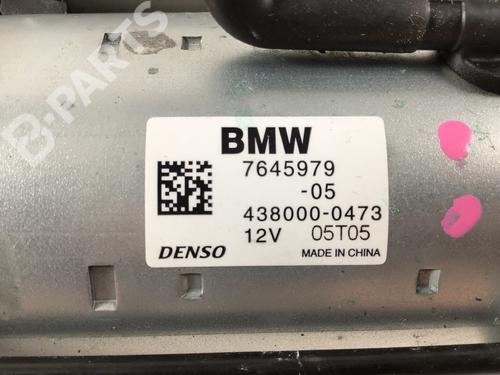 B-PARTS
BMW
7645979
-05
438000-0473
12V 05T05
DENSO MADE IN CHINA